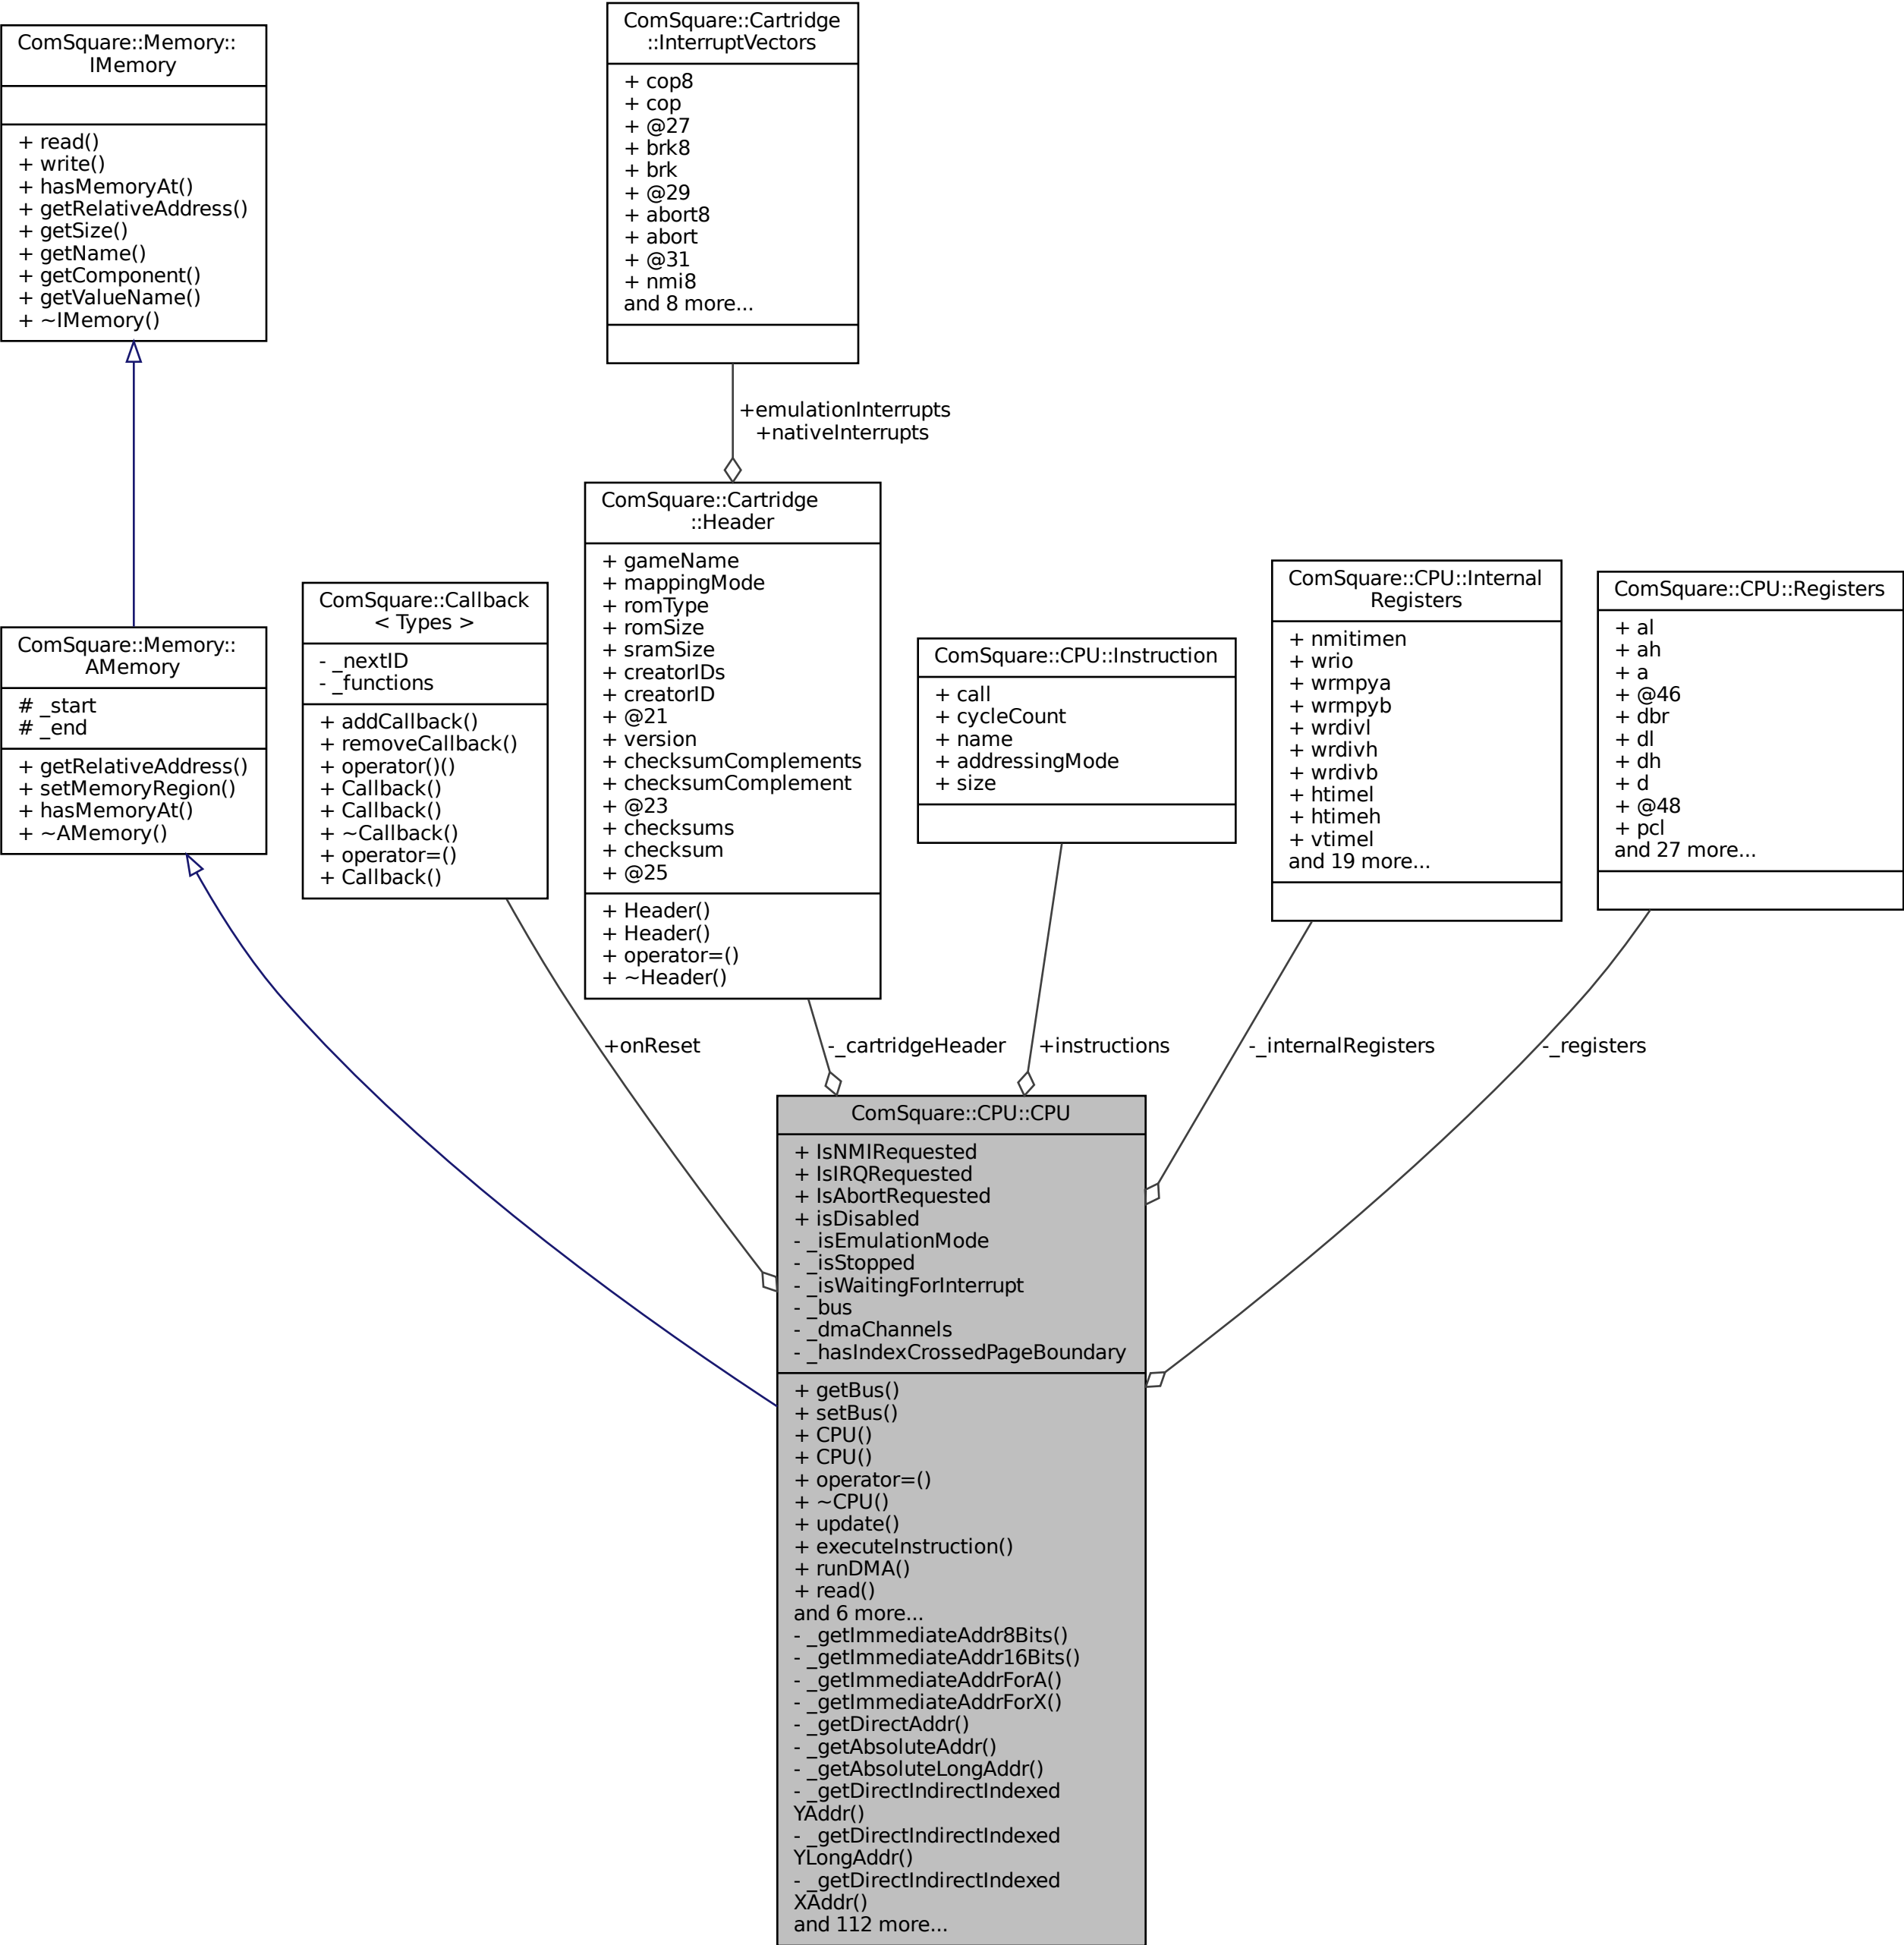 ComSquare::Memory::
IMemory
+ read()
+ write()
+ hasMemoryAt()
+ getRelativeAddress()
+ getSize()
+ getName()
+ getComponent()
+ getValueName()
+ ~IMemory()
ComSquare::Cartridge
::InterruptVectors
+ cop8
+ cop
+ @27
+ brk8
+ brk
+ @29
+ abort8
+ abort
+ @31
+ nmi8
and 8 more...
+emulationInterrupts
+nativeInterrupts
ComSquare::Memory::
AMemory
# _start
# _end
+ getRelativeAddress()
+ setMemoryRegion()
+ hasMemoryAt()
+ ~AMemory()
ComSquare::Callback
< Types >
- _nextID
- _functions
+ addCallback()
+ removeCallback()
+ operator()()
+ Callback()
+ Callback()
+ ~Callback()
+ operator=()
+ Callback()
ComSquare::Cartridge
::Header
+ gameName
+ mappingMode
+ romType
+ romSize
+ sramSize
+ creatorIDs
+ creatorID
+ @21
+ version
+ checksumComplements
+ checksumComplement
+ @23
+ checksums
+ checksum
+ @25
+ Header()
+ Header()
+ operator=()
+ ~Header()
ComSquare::CPU::Instruction
+ call
+ cycleCount
+ name
+ addressingMode
+ size
ComSquare::CPU::Internal
Registers
+ nmitimen
+ wrio
+ wrmpya
+ wrmpyb
+ wrdivl
+ wrdivh
+ wrdivb
+ htimel
+ htimeh
+ vtimel
and 19 more...
ComSquare::CPU::Registers
+ al
+ ah
+ a
+ @46
+ dbr
+ dl
+ dh
+ d
+ @48
+ pcl
and 27 more...
+onReset
-_cartridgeHeader
+instructions
-_internalRegisters
-_registers
ComSquare::CPU::CPU
+ IsNMIRequested
+ IsIRQRequested
+ IsAbortRequested
+ isDisabled
- _isEmulationMode
- _isStopped
- _isWaitingForInterrupt
- _bus
- _dmaChannels
- _hasIndexCrossedPageBoundary
+ getBus()
+ setBus()
+ CPU()
+ CPU()
+ operator=()
+ ~CPU()
+ update()
+ executeInstruction()
+ runDMA()
+ read()
and 6 more...
- _getImmediateAddr8Bits()
- _getImmediateAddr16Bits()
- _getImmediateAddrForA()
- _getImmediateAddrForX()
- _getDirectAddr()
- _getAbsoluteAddr()
- _getAbsoluteLongAddr()
- _getDirectIndirectIndexed
YAddr()
- _getDirectIndirectIndexed
YLongAddr()
- _getDirectIndirectIndexed
XAddr()
and 112 more...